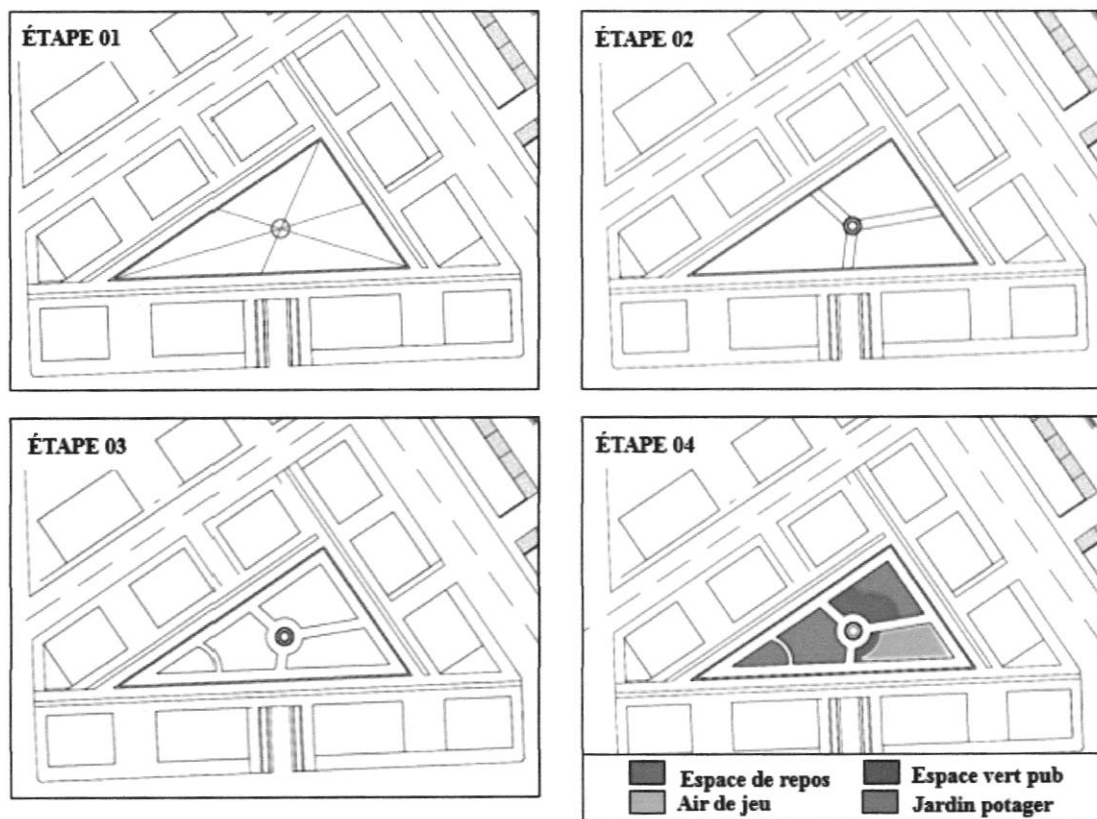 ÉTAPE 01
ÉTAPE 02
ÉTAPE 03
ÉTAPE 04
Espace de repos
Espace vert pub
Air de jeu
Jardin potager